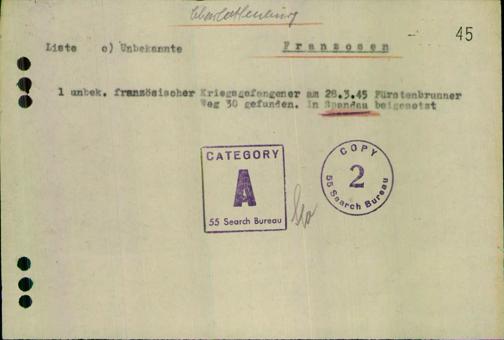 Charlottenburg
45
Liste c) Unbekannte Franzosen
1 unbek. französischer Kriegsgefangener am 28.3.45 Fürstenbrunner
Weg 30 gefunden. In Spandau beigesetzt
CATEGORY
A
55 Search Bureau
COPY
2
55 Search Bureau